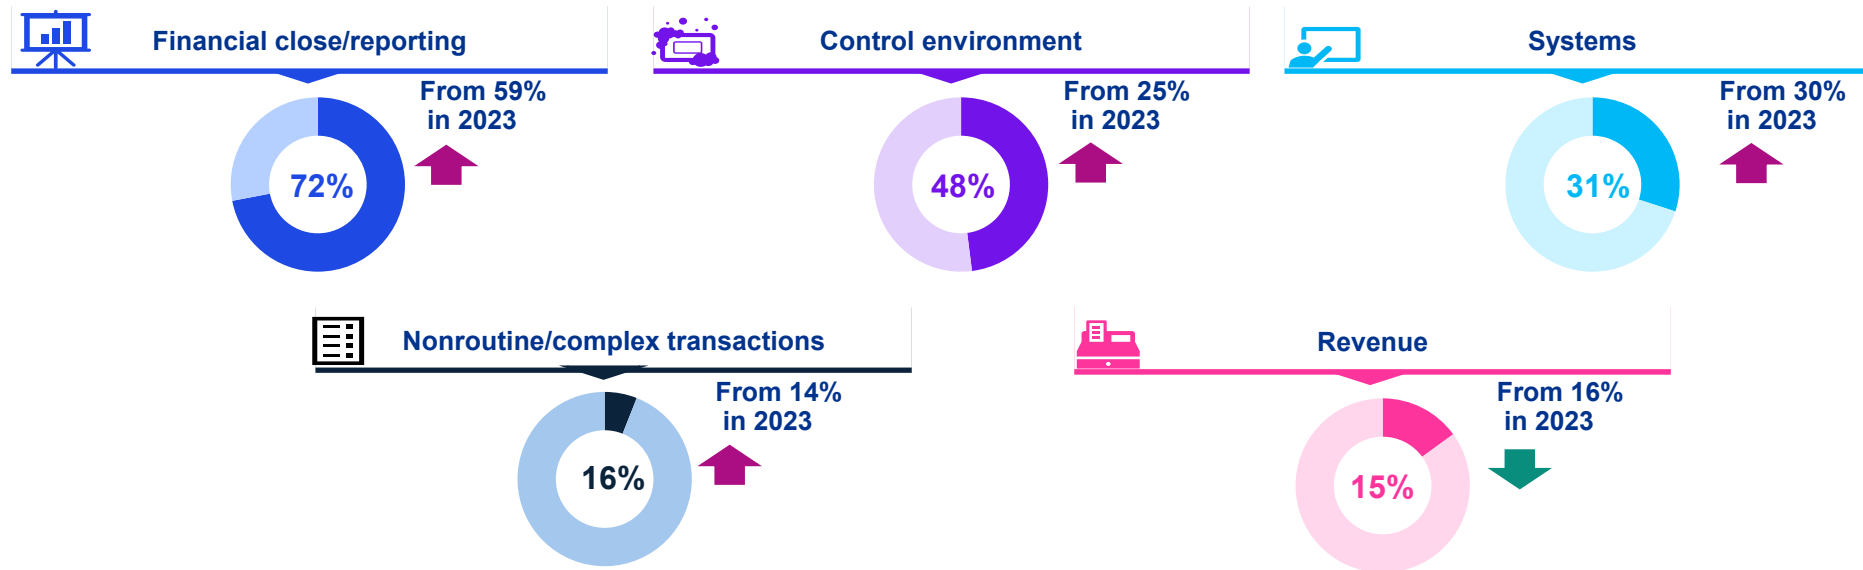 Financial close/reporting
From 59%
in 2023
72%
Control environment
From 25%
in 2023
48%
Systems
From 30%
in 2023
31%
Nonroutine/complex transactions
From 14%
in 2023
16%
Revenue
From 16%
in 2023
15%